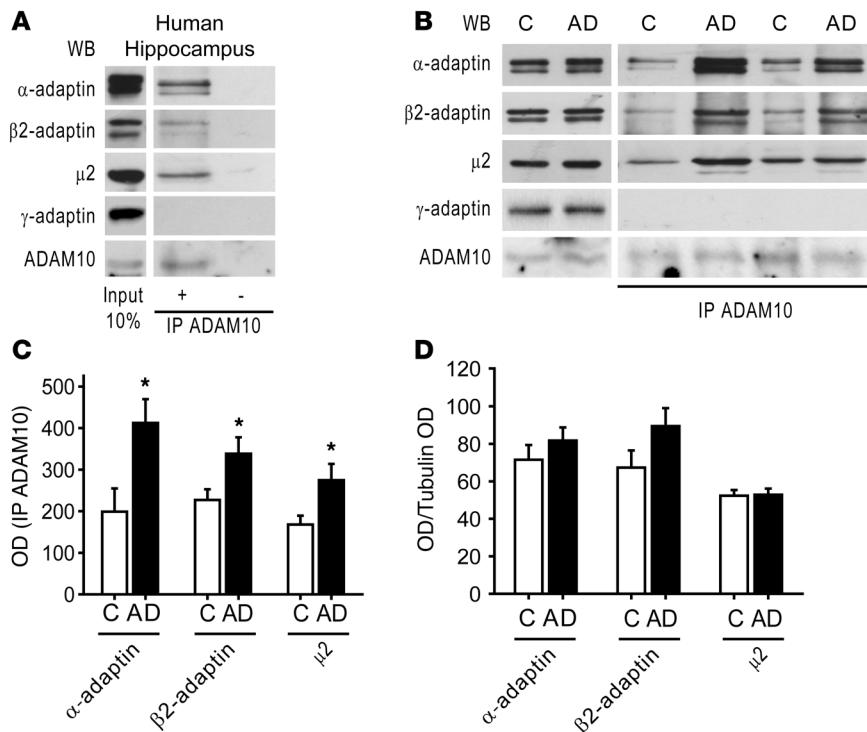 A
Human
WB Hippocampus
α-adaptin
β2-adaptin
μ2
γ-adaptin
ADAM10
Input + -
10% IP ADAM10
B
WB C AD C AD C AD
α-adaptin
β2-adaptin
μ2
γ-adaptin
ADAM10
IP ADAM10
C
OD (IP ADAM10)
500
400
300
200
100
0
* * *
C AD C AD C AD
α-adaptin β2-adaptin μ2
D
OD/Tubulin OD
120
100
80
60
40
20
0
C AD C AD C AD
α-adaptin β2-adaptin μ2